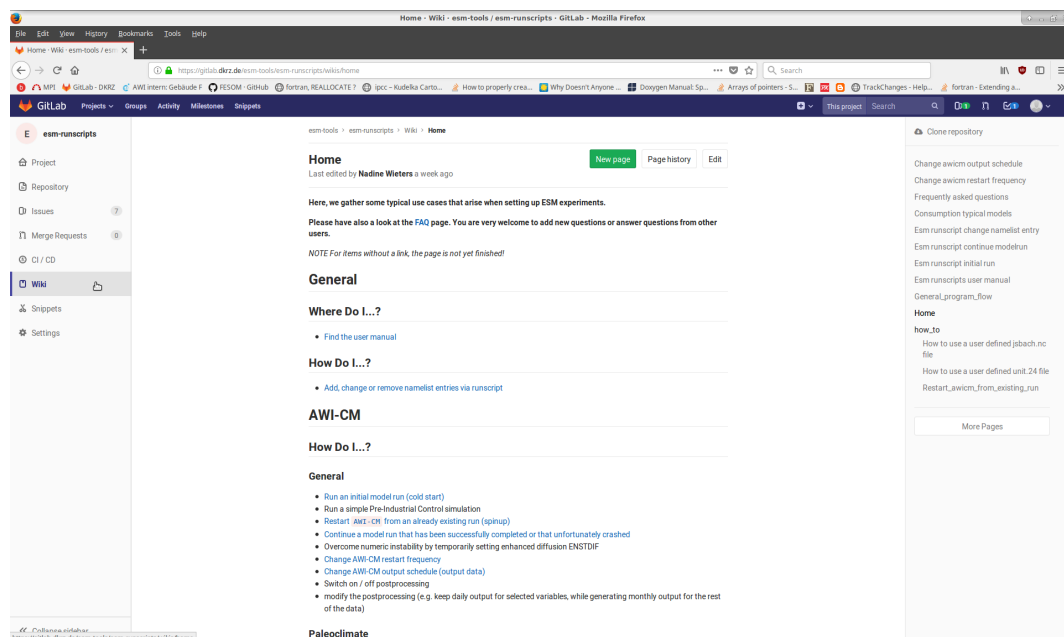 Home · Wiki · esm-tools / esm-runscripts · GitLab - Mozilla Firefox
File Edit View History Bookmarks Tools Help
Home · Wiki · esm-tools / esm
https://gitlab.dkrz.de/esm-tools/esm-runscripts/wikis/home
Search
MPI GitLab - DKRZ AWI intern: Gebäude F FESOM · GitHub fortran, REALLOCATE ? ipcc – Kudelka Carto... How to properly crea... Why Doesn't Anyone ... Doxygen Manual: Sp... Arrays of pointers - S... TrackChanges - Help... fortran - Extending a...
GitLab Projects Groups Activity Milestones Snippets This project Search
E esm-runscripts
Project
Repository
Issues 7
Merge Requests 0
CI / CD
Wiki
Snippets
Settings
Collapse sidebar
esm-tools > esm-runscripts > Wiki > Home
Home
New page Page history Edit
Last edited by Nadine Wieters a week ago
Here, we gather some typical use cases that arise when setting up ESM experiments.
Please have also a look at the FAQ page. You are very welcome to add new questions or answer questions from other
users.
NOTE For items without a link, the page is not yet finished!
General
Where Do I...?
Find the user manual
How Do I...?
Add, change or remove namelist entries via runscript
AWI-CM
How Do I...?
General
Run an initial model run (cold start)
Run a simple Pre-Industrial Control simulation
Restart AWI-CM from an already existing run (spinup)
Continue a model run that has been successfully completed or that unfortunately crashed
Overcome numeric instability by temporarily setting enhanced diffusion ENSTDIF
Change AWI-CM restart frequency
Change AWI-CM output schedule (output data)
Switch on / off postprocessing
modify the postprocessing (e.g. keep daily output for selected variables, while generating monthly output for the rest
of the data)
Paleoclimate
Clone repository
Change awicm output schedule
Change awicm restart frequency
Frequently asked questions
Consumption typical models
Esm runscript change namelist entry
Esm runscript continue modelrun
Esm runscript initial run
Esm runscripts user manual
General_program_flow
Home
how_to
How to use a user defined jsbach.nc
file
How to use a user defined unit.24 file
Restart_awicm_from_existing_run
More Pages